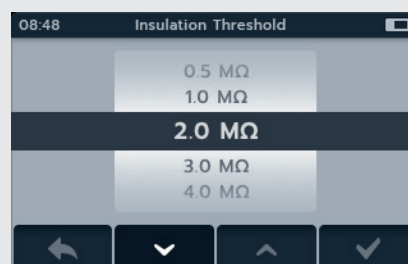 08:48 Insulation Threshold
0.5 MΩ
1.0 MΩ
2.0 MΩ
3.0 MΩ
4.0 MΩ